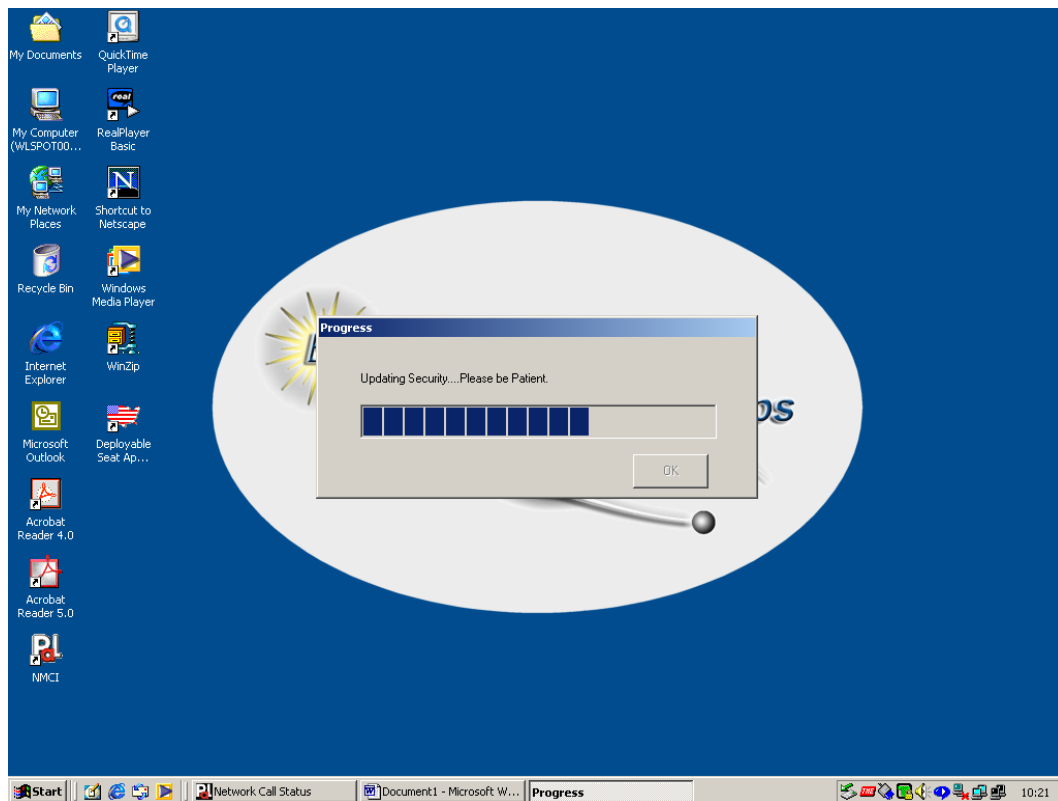 My Documents
QuickTime
Player
My Computer
(WLSPOT00...
RealPlayer
Basic
My Network
Places
Shortcut to
Netscape
Recycle Bin
Windows
Media Player
Internet
Explorer
WinZip
Microsoft
Outlook
Deployable
Seat Ap...
Acrobat
Reader 4.0
Acrobat
Reader 5.0
NMCI
Progress
Updating Security....Please be Patient.
OK
Start
Network Call Status
Document1 - Microsoft W...
Progress
10:21